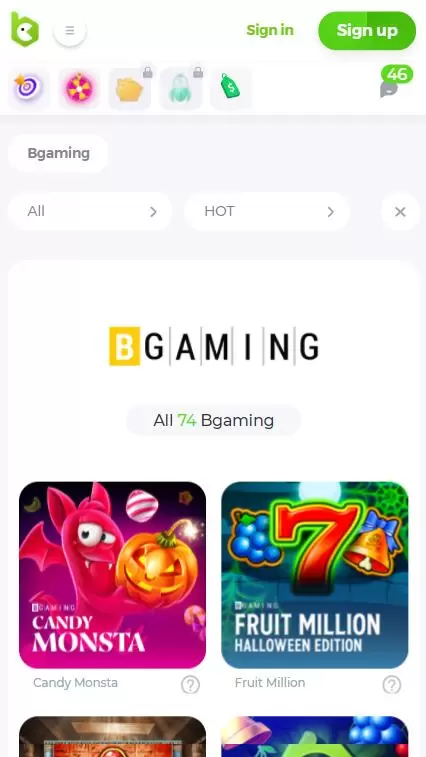 Sign in
Sign up
46
Bgaming
All
HOT
BGAMING
All 74 Bgaming
BGAMING
CANDY
MONSTA
BGAMING
FRUIT MILLION
HALLOWEEN EDITION
Candy Monsta
Fruit Million